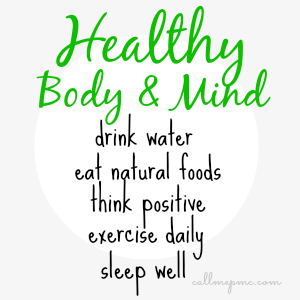 Healthy
Body & Mind
drink water
eat natural foods
think positive
exercise daily
sleep well
callmepmc.com